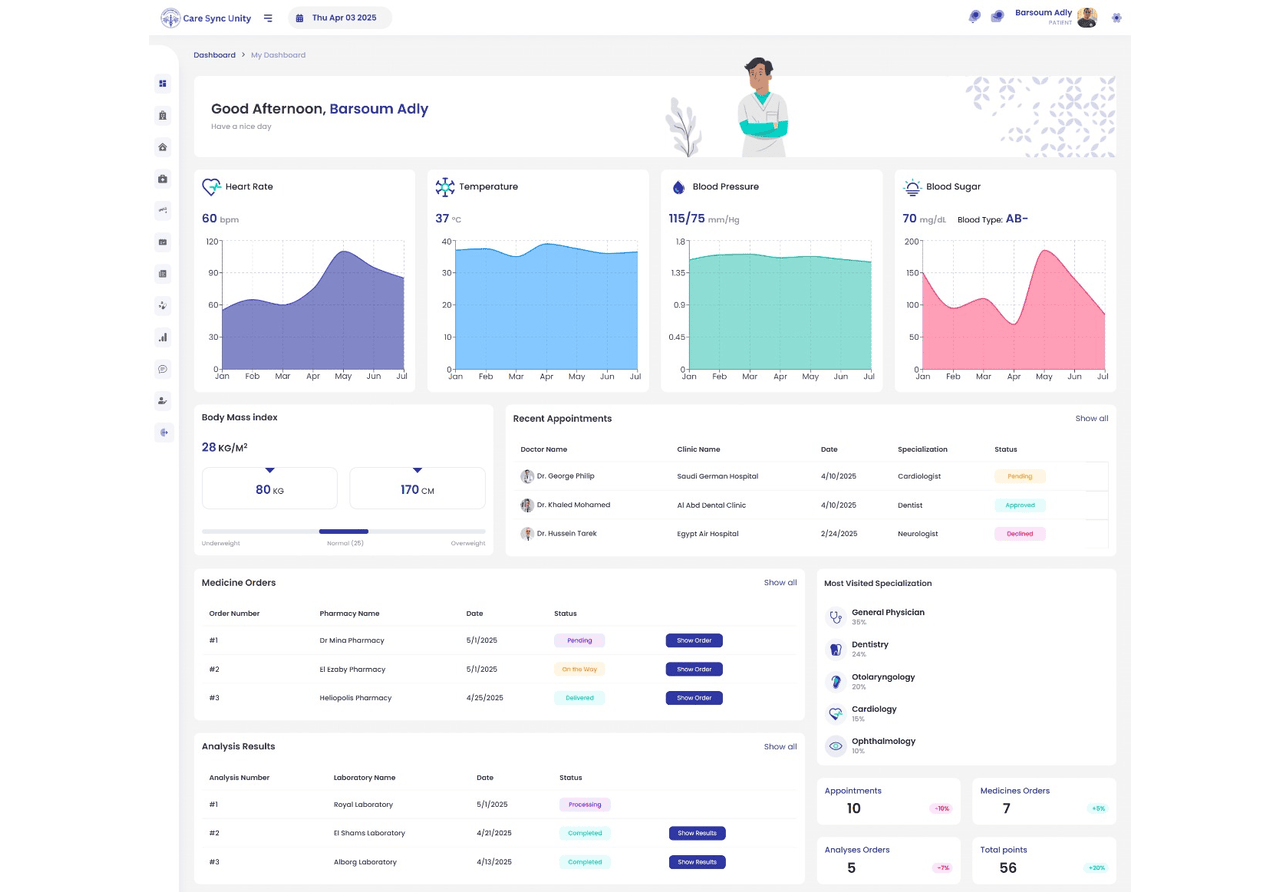 Care Sync Unity
Thu Apr 03 2025
Barsoum Adly
PATIENT
Dashboard > My Dashboard
Good Afternoon, Barsoum Adly
Have a nice day
Heart Rate
60 bpm
120
90
60
30
0
Jan Feb Mar Apr May Jun Jul
Temperature
37 °C
40
30
20
10
0
Jan Feb Mar Apr May Jun Jul
Blood Pressure
115/75 mm/Hg
1.8
1.35
0.9
0.45
0
Jan Feb Mar Apr May Jun Jul
Blood Sugar
70 mg/dL Blood Type: AB-
200
150
100
50
0
Jan Feb Mar Apr May Jun Jul
Body Mass index
28 KG/M²
80 KG
170 CM
Underweight Normal (25) Overweight
Recent Appointments Show all
Doctor Name Clinic Name Date Specialization Status
Dr. George Philip Saudi German Hospital 4/10/2025 Cardiologist Pending
Dr. Khaled Mohamed Al Abd Dental Clinic 4/10/2025 Dentist Approved
Dr. Hussein Tarek Egypt Air Hospital 2/24/2025 Neurologist Declined
Medicine Orders Show all
Order Number Pharmacy Name Date Status
#1 Dr Mina Pharmacy 5/1/2025 Pending Show Order
#2 El Ezaby Pharmacy 5/1/2025 On the Way Show Order
#3 Heliopolis Pharmacy 4/25/2025 Delivered Show Order
Most Visited Specialization
General Physician
35%
Dentistry
24%
Otolaryngology
20%
Cardiology
15%
Ophthalmology
10%
Analysis Results Show all
Analysis Number Laboratory Name Date Status
#1 Royal Laboratory 5/1/2025 Processing
#2 El Shams Laboratory 4/21/2025 Completed Show Results
#3 Alborg Laboratory 4/13/2025 Completed Show Results
Appointments
10 -10%
Medicines Orders
7 +5%
Analyses Orders
5 -7%
Total points
56 +30%